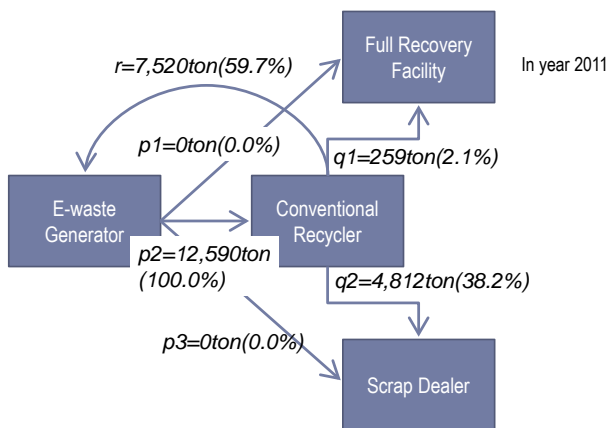 Full Recovery
Facility
In year 2011
r=7,520ton(59.7%)
p1=0ton(0.0%)
q1=259ton(2.1%)
E-waste
Generator
Conventional
Recycler
p2=12,590ton
(100.0%)
q2=4,812ton(38.2%)
p3=0ton(0.0%)
Scrap Dealer